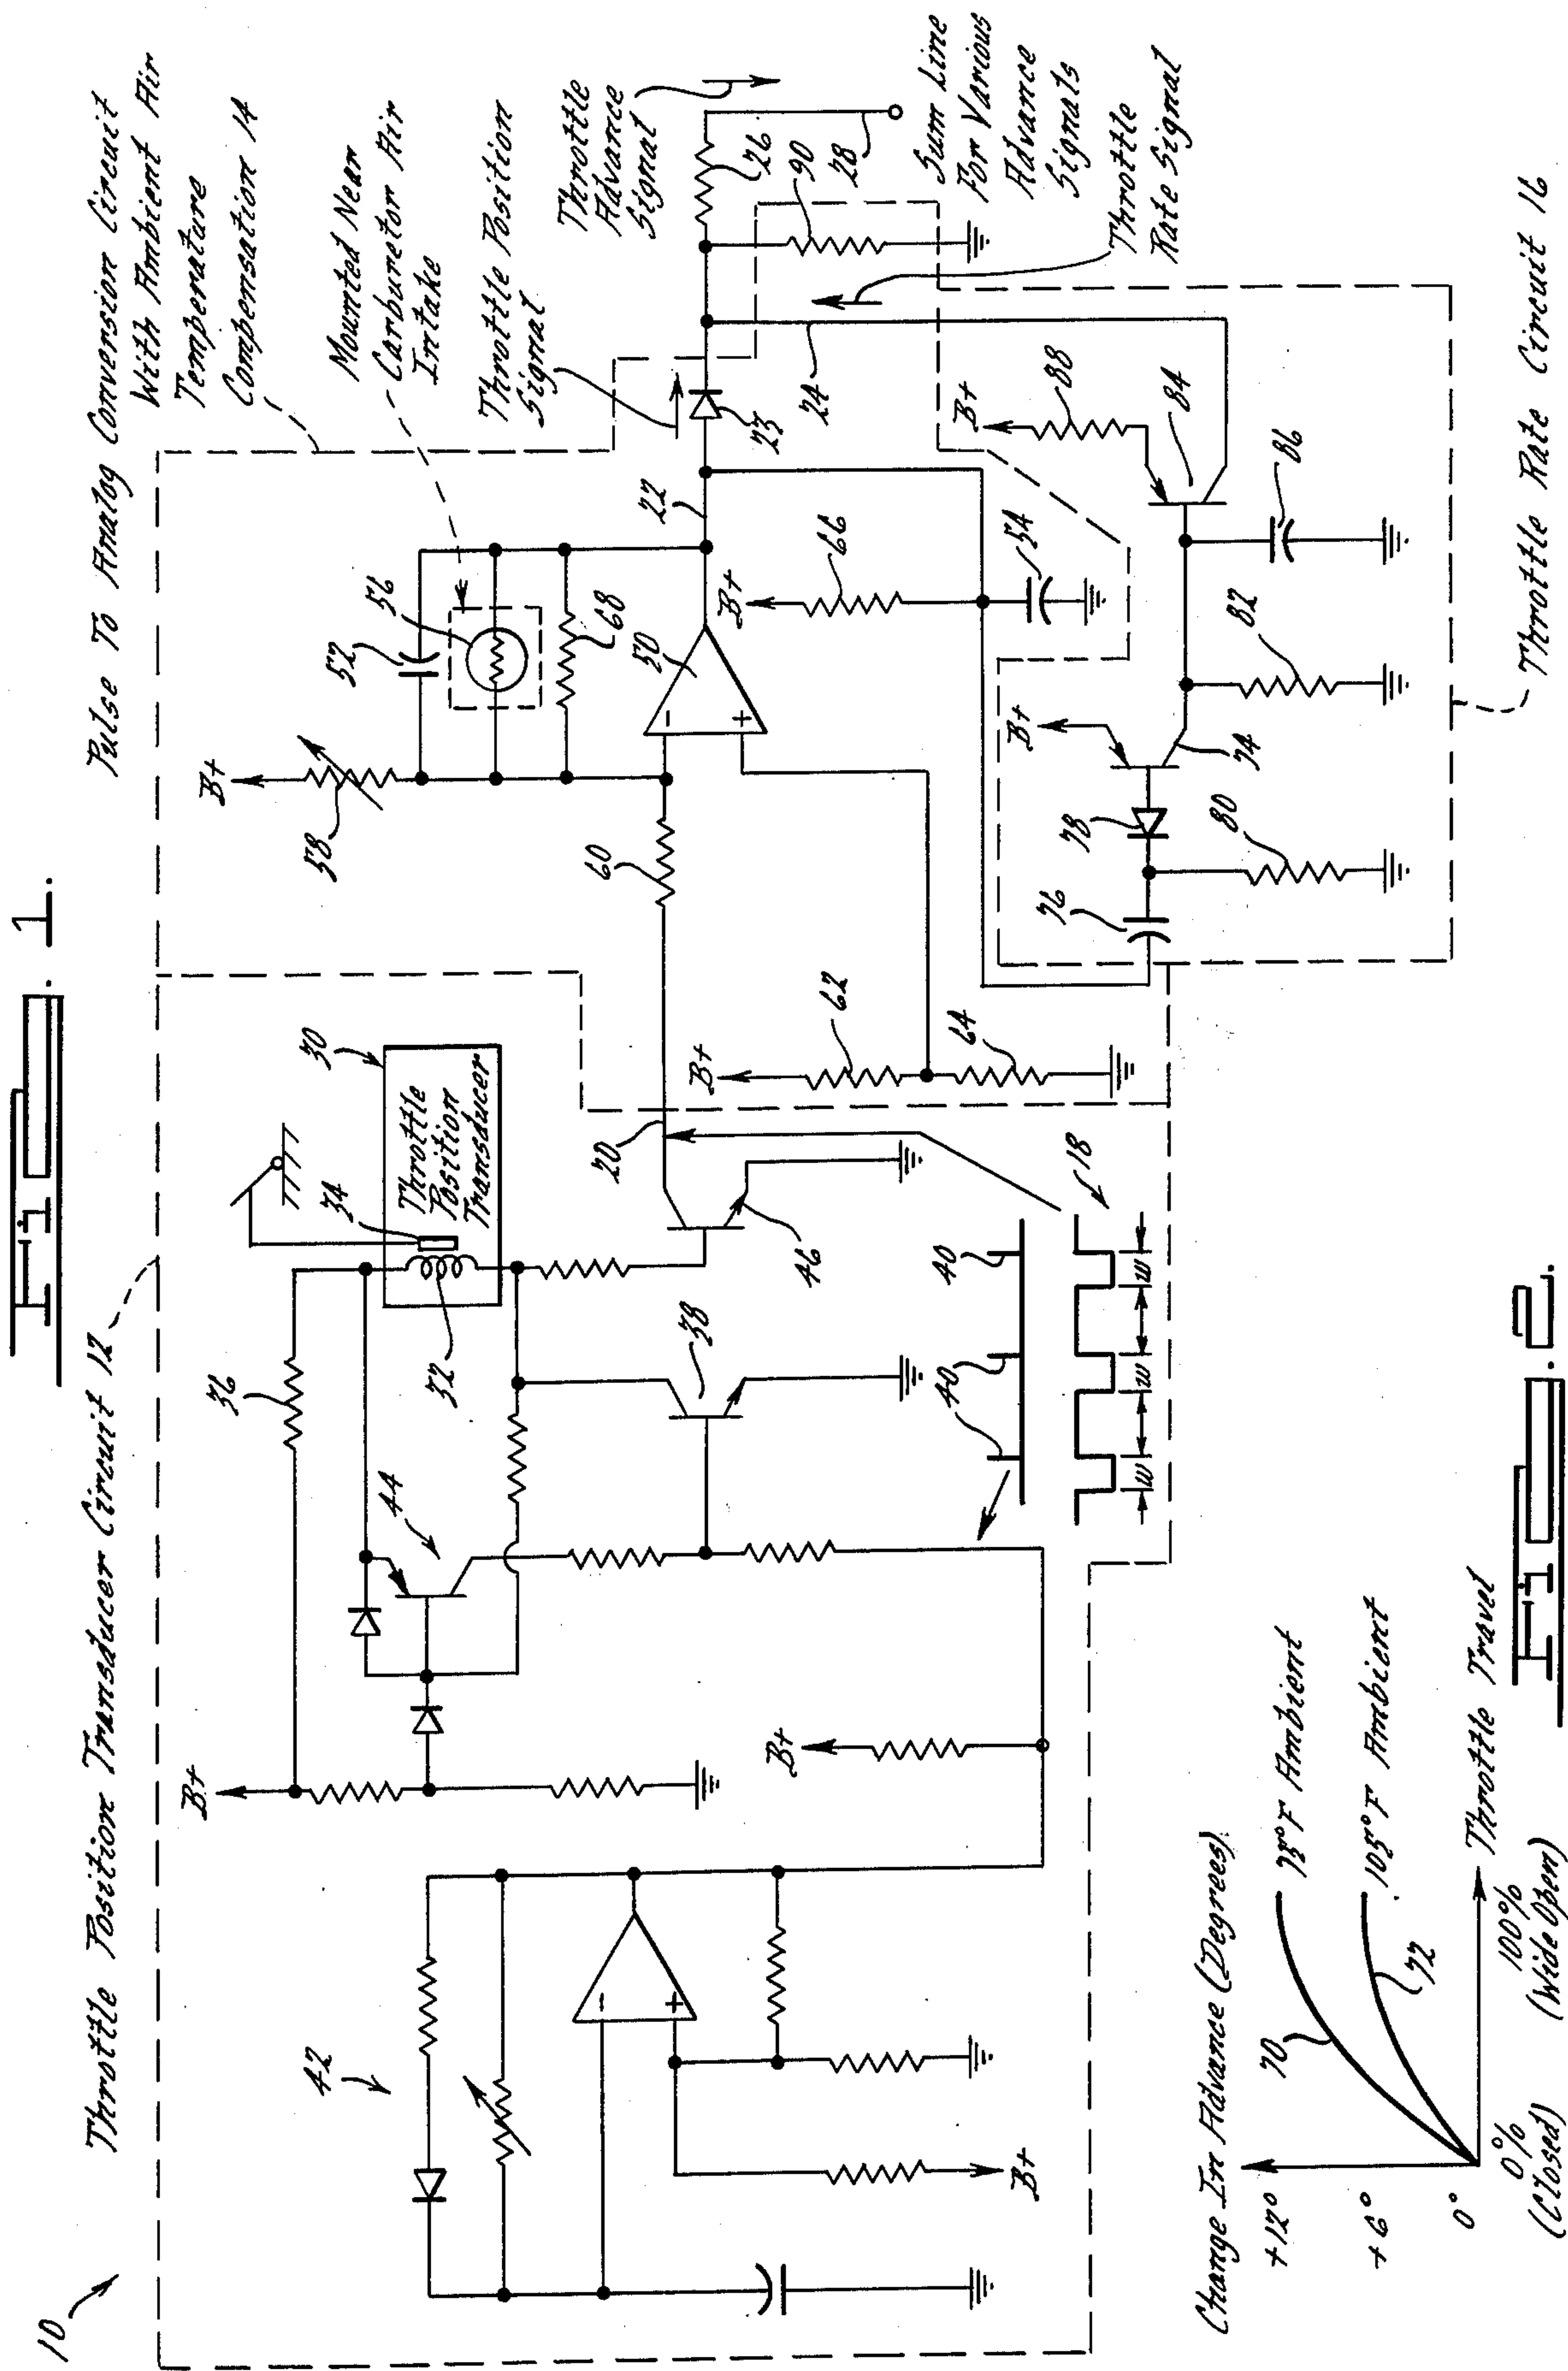 Fig. 1.
10
Throttle Position Transducer Circuit 12
Pulse To Analog Conversion Circuit
With Ambient Air
Temperature
Compensation 14
Mounted Near
Carburetor Air
Intake
Throttle Position
Signal
Throttle
Advance
Signal
Sum Line
For Various
Advance
Signals
Throttle
Rate Signal
Throttle Rate Circuit 16
B+
36
34
30
Throttle
Position
Transducer
32
44
42
38
46
20
B+
B+
40
40
18
W
W
W
B+
58
52
56
68
60
50
-
+
-
+
22
23
26
90
28
24
B+
62
64
B+
66
54
B+
88
84
86
B+
74
78
76
80
82
Change In Advance (Degrees)
+12°
+6°
0°
70
72
75°F Ambient
105°F Ambient
Throttle Travel
0%
(Closed)
100%
(Wide Open)
Fig. 2.